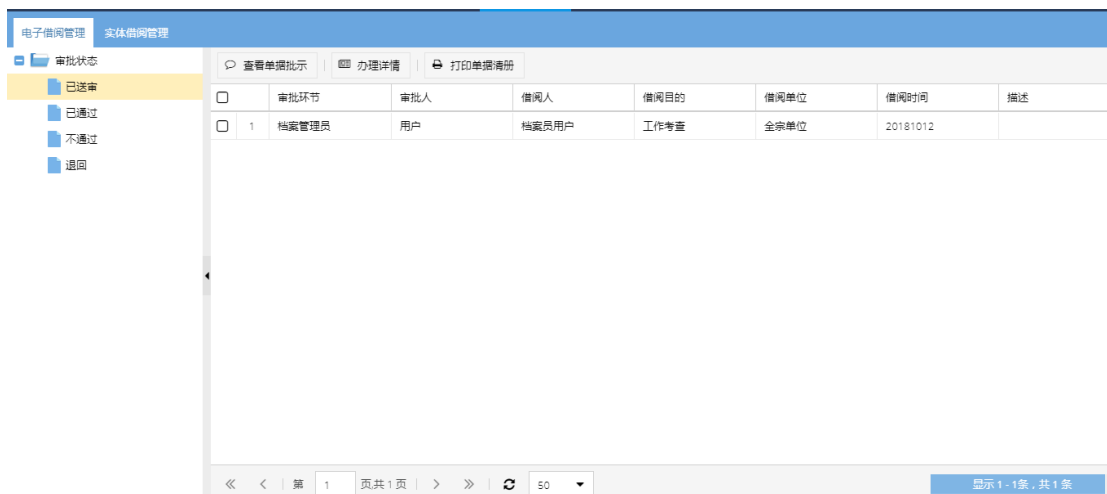 电子借阅管理 实体借阅管理
审批状态
已送审
已通过
不通过
退回
查看单据批示 办理详情 打印单据清册
审批环节 审批人 借阅人 借阅目的 借阅单位 借阅时间 描述
1 档案管理员 用户 档案员用户 工作考查 全宗单位 20181012
第 1 页,共1页 50 显示 1 - 1条，共 1 条